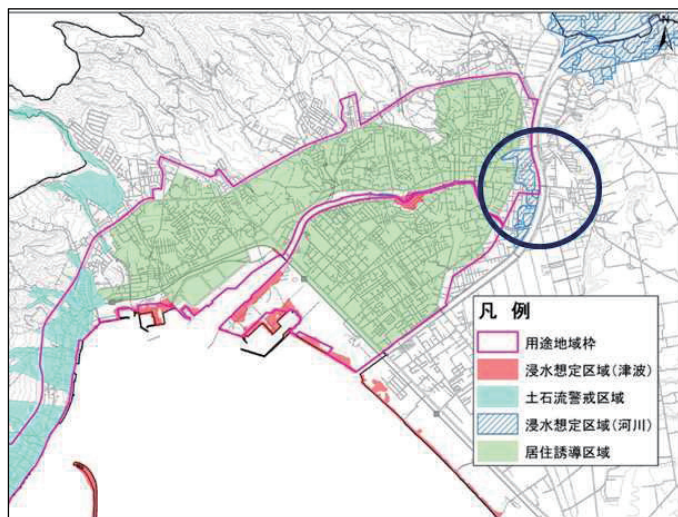 N
凡 例
用途地域枠
浸水想定区域(津波)
土石流警戒区域
浸水想定区域(河川)
居住誘導区域